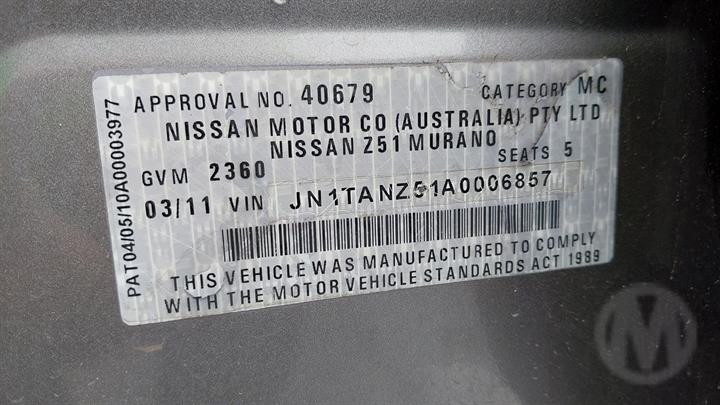 PAT04/05/10A00003977
APPROVAL NO. 40679 CATEGORY MC
NISSAN MOTOR CO (AUSTRALIA) PTY LTD
NISSAN Z51 MURANO
GVM 2360 SEATS 5
03/11 VIN JN1TANZ51A0006857
THIS VEHICLE WAS MANUFACTURED TO COMPLY
WITH THE MOTOR VEHICLE STANDARDS ACT 1989
M
M